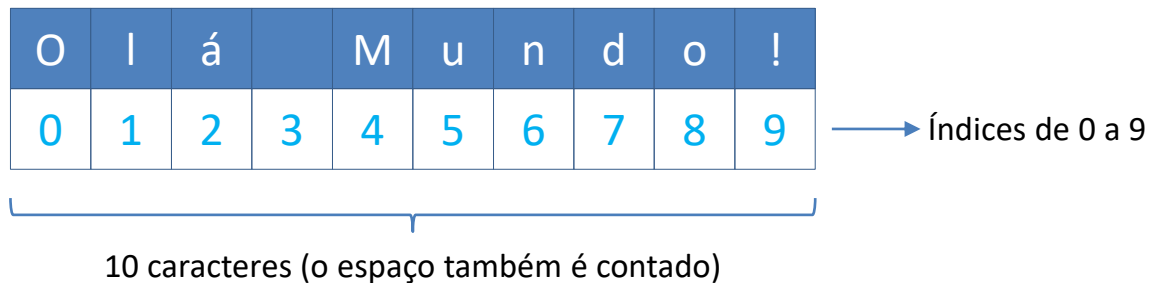 O l á M u n d o !
0 1 2 3 4 5 6 7 8 9 Índices de 0 a 9
10 caracteres (o espaço também é contado)